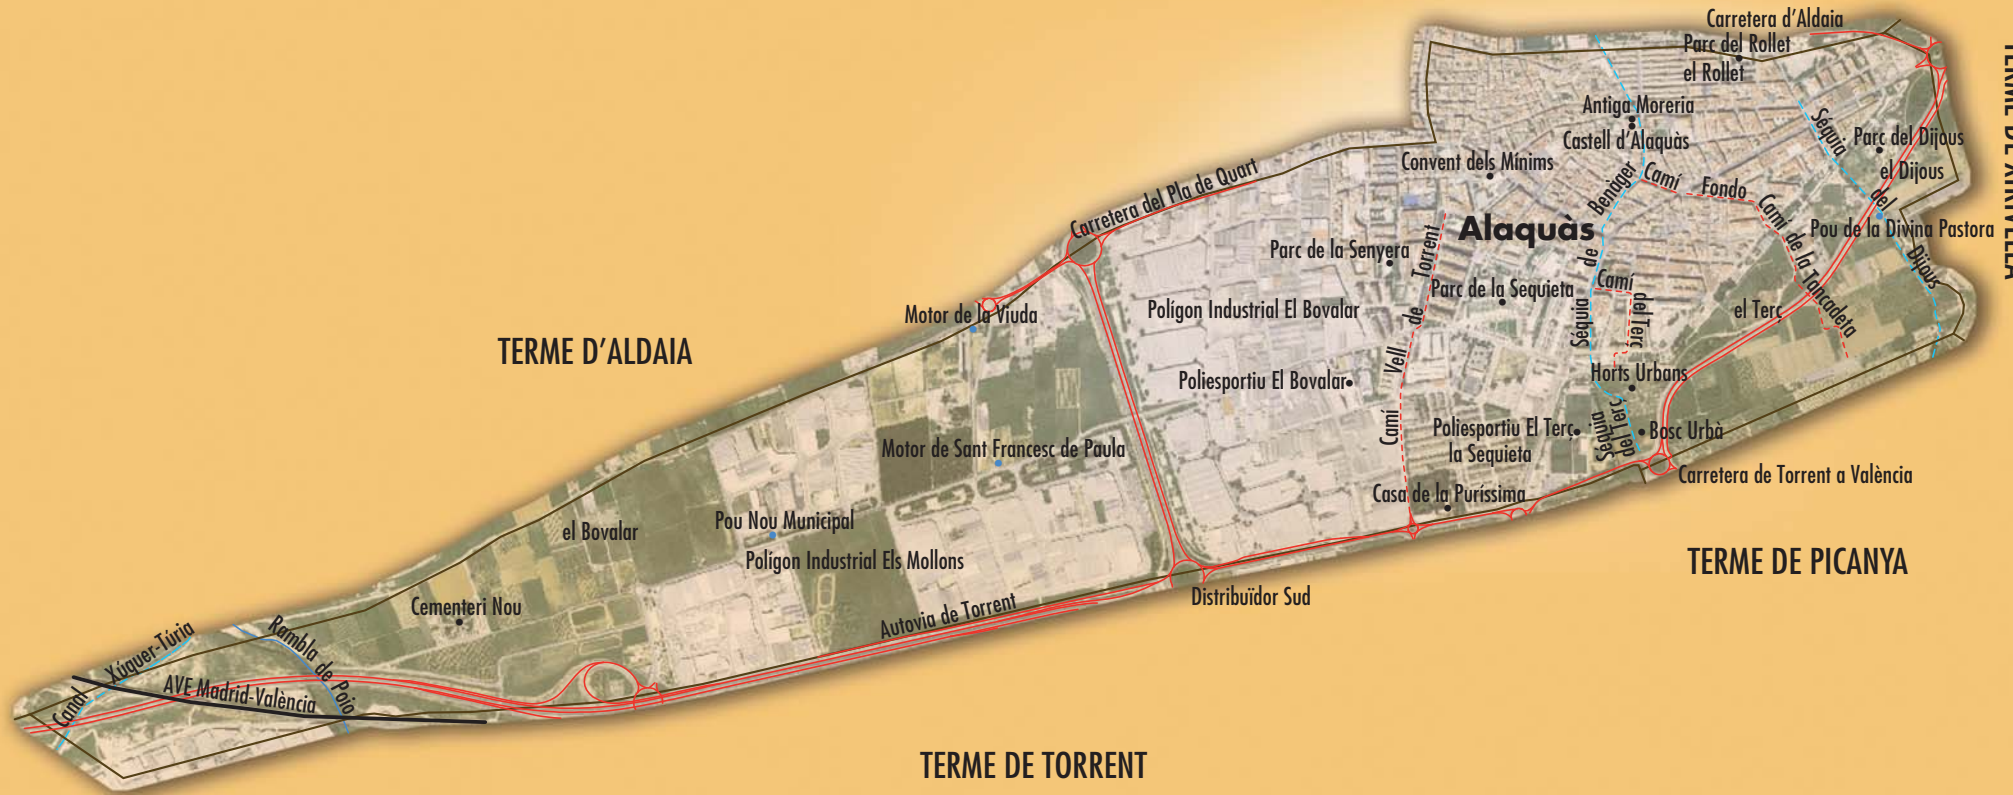 Carretera d'Aldaia
Parc del Rollet
el Rollet
TERME DE XIRIVELLA
Antiga Moreria
Castell d'Alaquàs
Séquia del Dijous
Parc del Dijous
el Dijous
Convent dels Mínims
Camí Fondo
Carretera del Pla de Quart
Séquia de Benàger
Camí de la Tancadeta
Alaquàs
Pou de la Divina Pastora
Parc de la Senyera
Camí Vell de Torrent
Parc de la Sequieta
Camí del Terç
el Terç
Motor de la Viuda
Polígon Industrial El Bovalar
TERME D'ALDAIA
Poliesportiu El Bovalar
Horts Urbans
Séquia del Terç
Poliesportiu El Terç
Bosc Urbà
la Sequieta
Motor de Sant Francesc de Paula
Carretera de Torrent a València
Casa de la Puríssima
Pou Nou Municipal
el Bovalar
Polígon Industrial Els Mollons
TERME DE PICANYA
Distribuïdor Sud
Cementeri Nou
Autovia de Torrent
Canal Xúquer-Túria
Rambla de Poio
AVE Madrid-València
TERME DE TORRENT